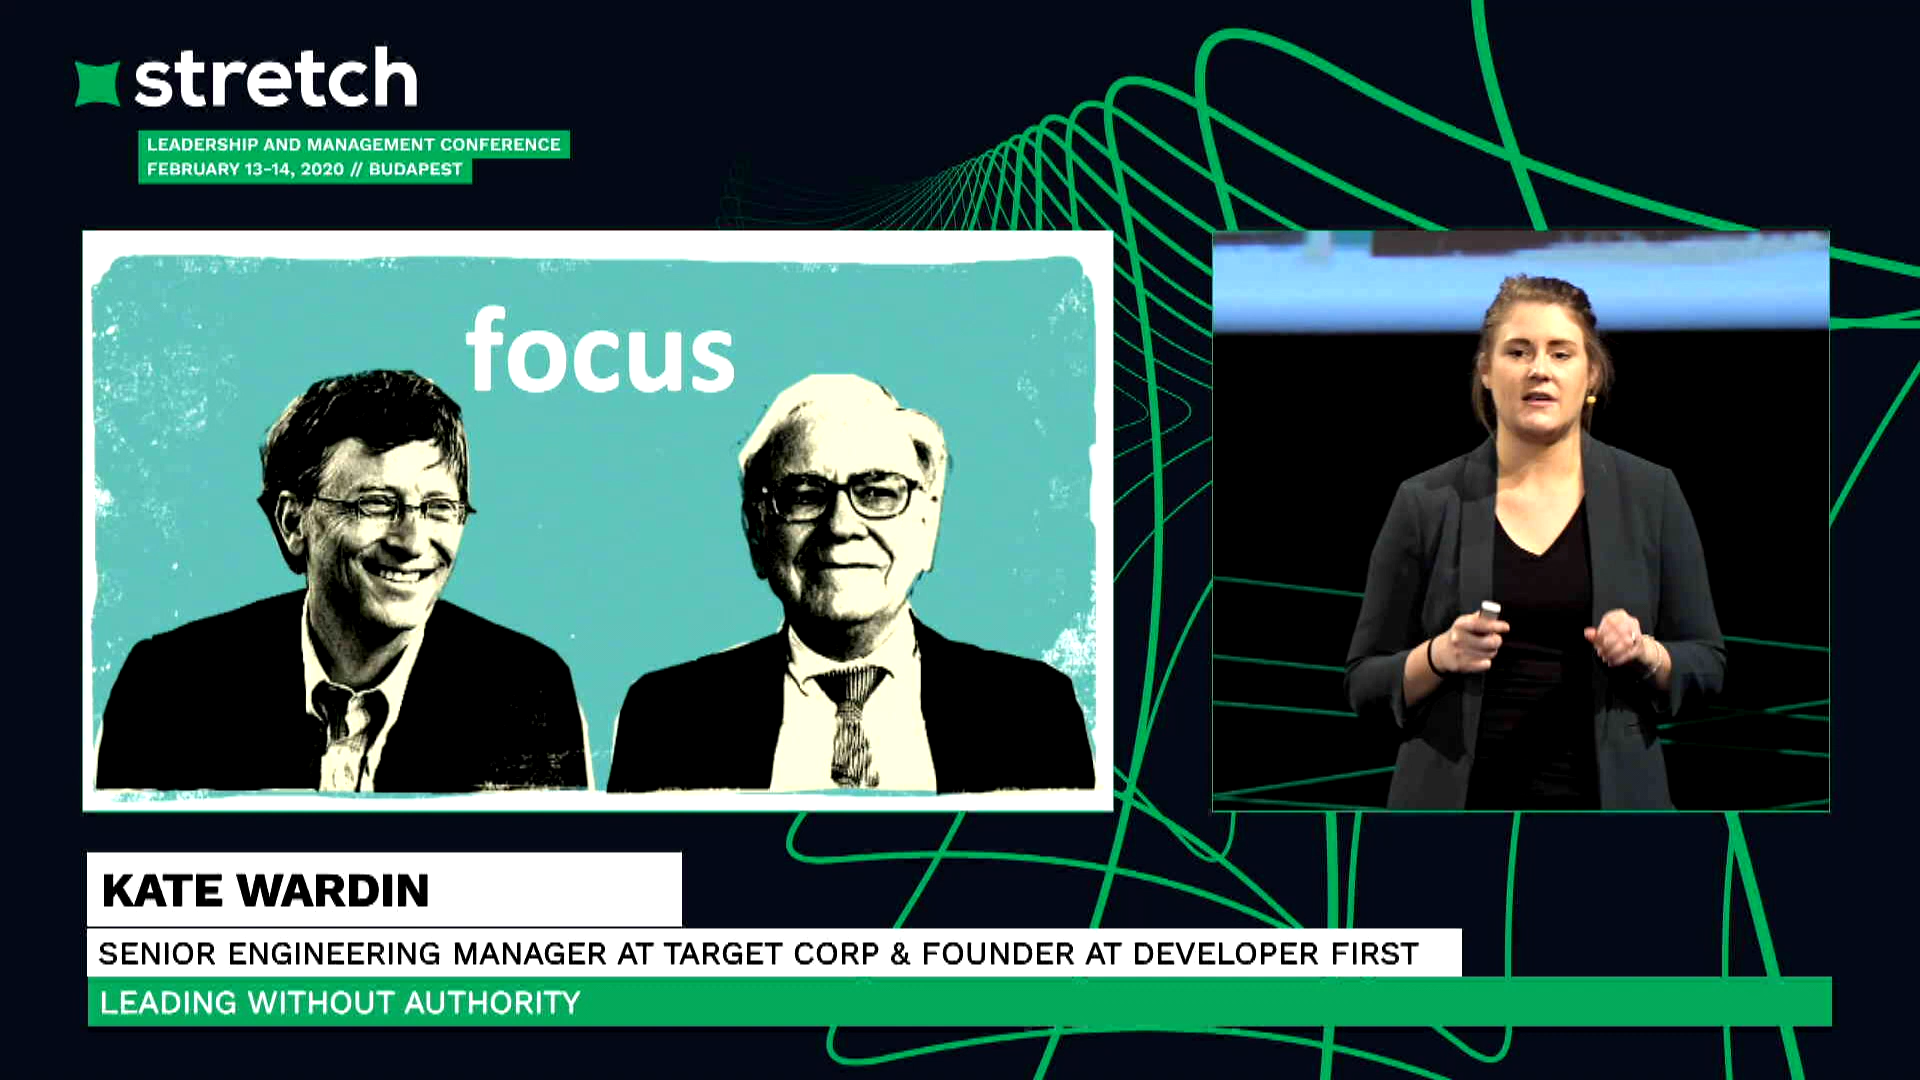 stretch
LEADERSHIP AND MANAGEMENT CONFERENCE
FEBRUARY 13-14, 2020 // BUDAPEST
focus
KATE WARDIN
SENIOR ENGINEERING MANAGER AT TARGET CORP & FOUNDER AT DEVELOPER FIRST
LEADING WITHOUT AUTHORITY